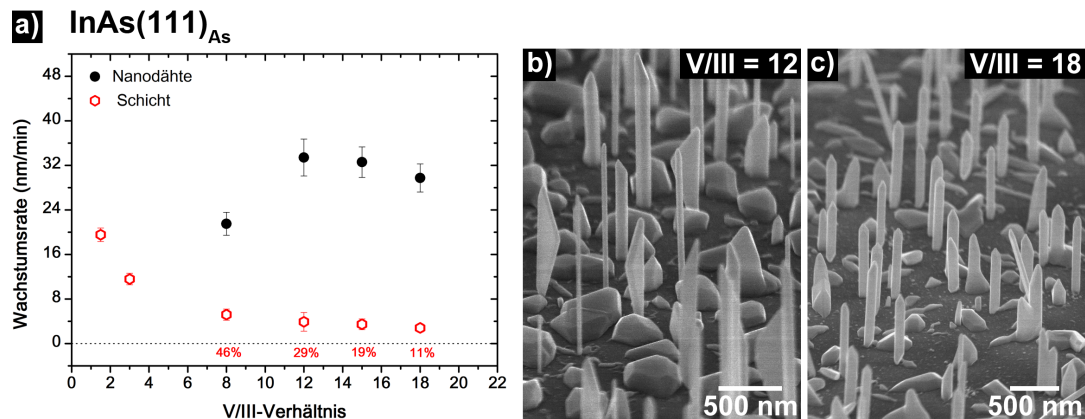 a) InAs(111)As
Nanodähte
Schicht
Wachstumsrate (nm/min)
48
40
32
24
16
8
0
46% 29% 19% 11%
0 2 4 6 8 10 12 14 16 18 20 22
V/III-Verhältnis
b) V/III = 12
500 nm
c) V/III = 18
500 nm